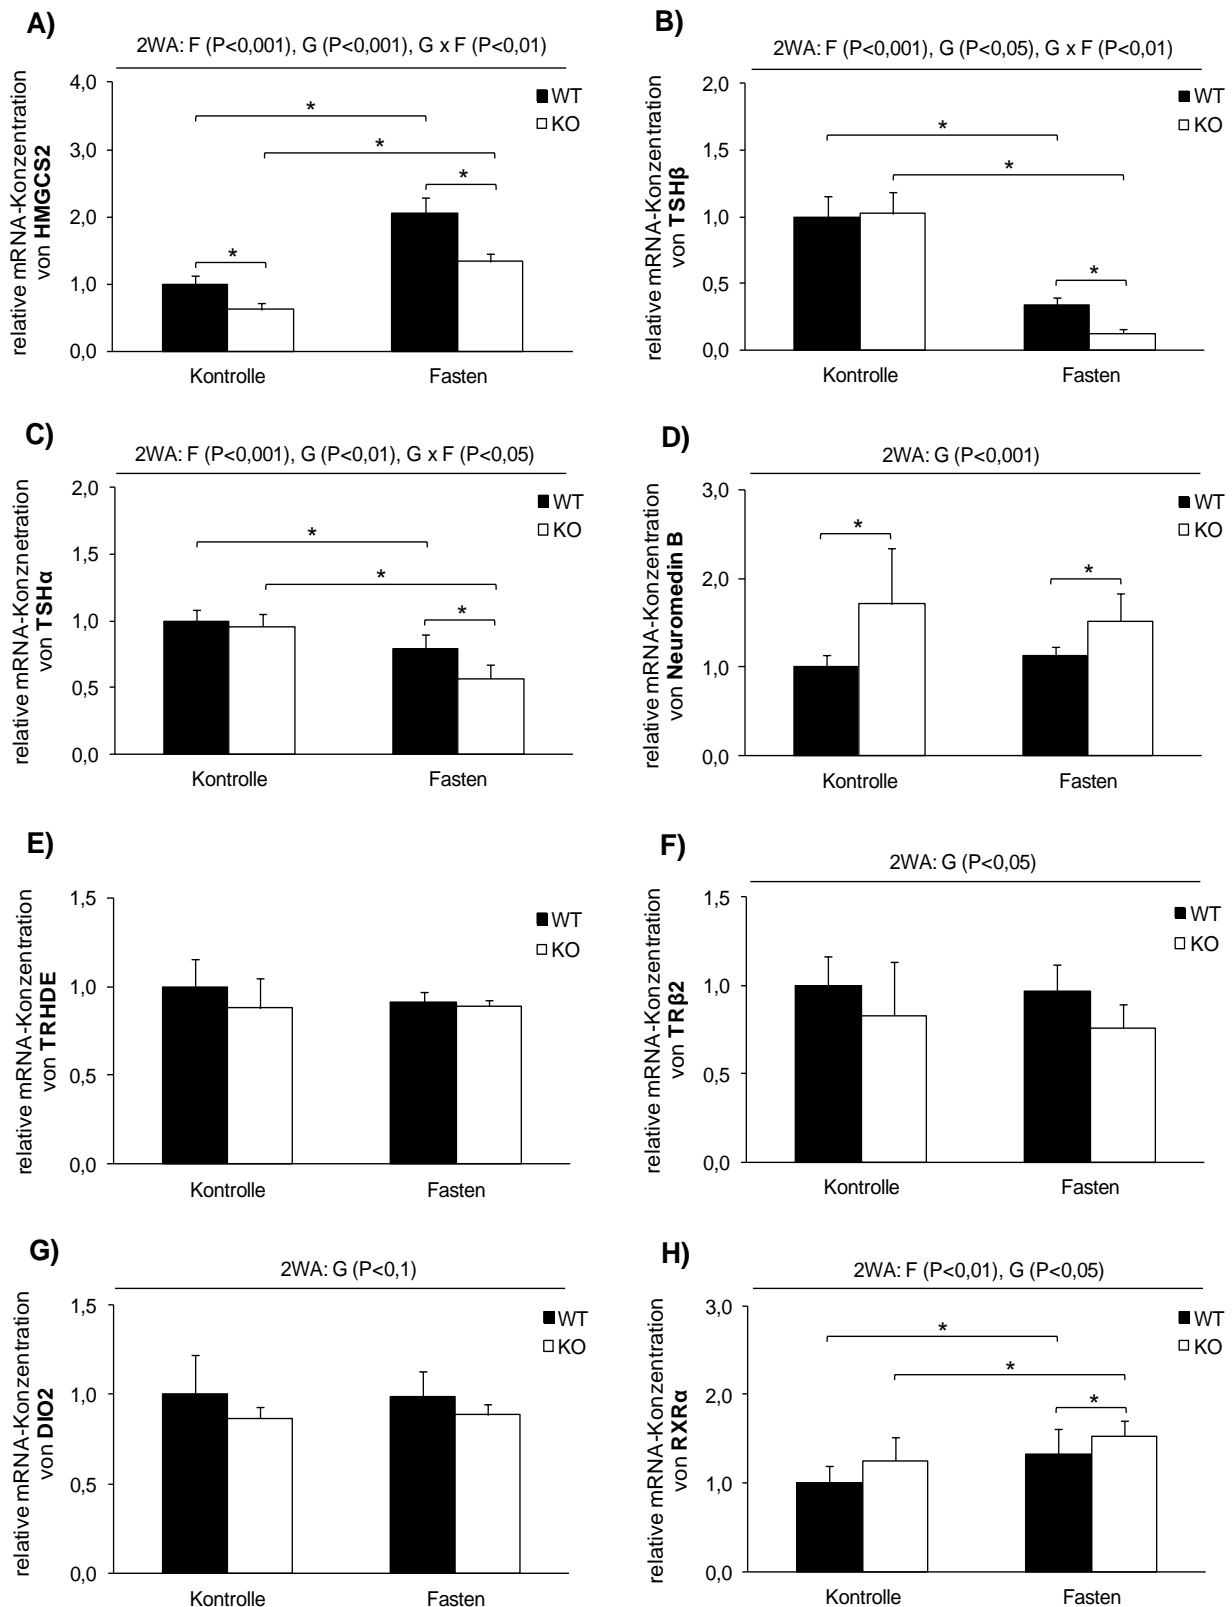 A)
2WA: F (P<0,001), G (P<0,001), G x F (P<0,01)
relative mRNA-Konzentration
von HMGCS2
4,0
3,0
2,0
1,0
0,0
*
*
*
*
WT
KO
Kontrolle
Fasten
B)
2WA: F (P<0,001), G (P<0,05), G x F (P<0,01)
relative mRNA-Konzentration
von TSHβ
2,0
1,5
1,0
0,5
0,0
*
*
*
WT
KO
Kontrolle
Fasten
C)
2WA: F (P<0,001), G (P<0,01), G x F (P<0,05)
relative mRNA-Konznetration
von TSHα
2,0
1,5
1,0
0,5
0,0
*
*
*
WT
KO
Kontrolle
Fasten
D)
2WA: G (P<0,001)
relative mRNA-Konzentration
von Neuromedin B
3,0
2,0
1,0
0,0
*
*
WT
KO
Kontrolle
Fasten
E)
relative mRNA-Konzentration
von TRHDE
1,5
1,0
0,5
0,0
WT
KO
Kontrolle
Fasten
F)
2WA: G (P<0,05)
relative mRNA-Konzentration
von TRβ2
1,5
1,0
0,5
0,0
WT
KO
Kontrolle
Fasten
G)
2WA: G (P<0,1)
relative mRNA-Konzentration
von DIO2
1,5
1,0
0,5
0,0
WT
KO
Kontrolle
Fasten
H)
2WA: F (P<0,01), G (P<0,05)
relative mRNA-Konzentration
von RXRα
3,0
2,0
1,0
0,0
*
*
*
WT
KO
Kontrolle
Fasten